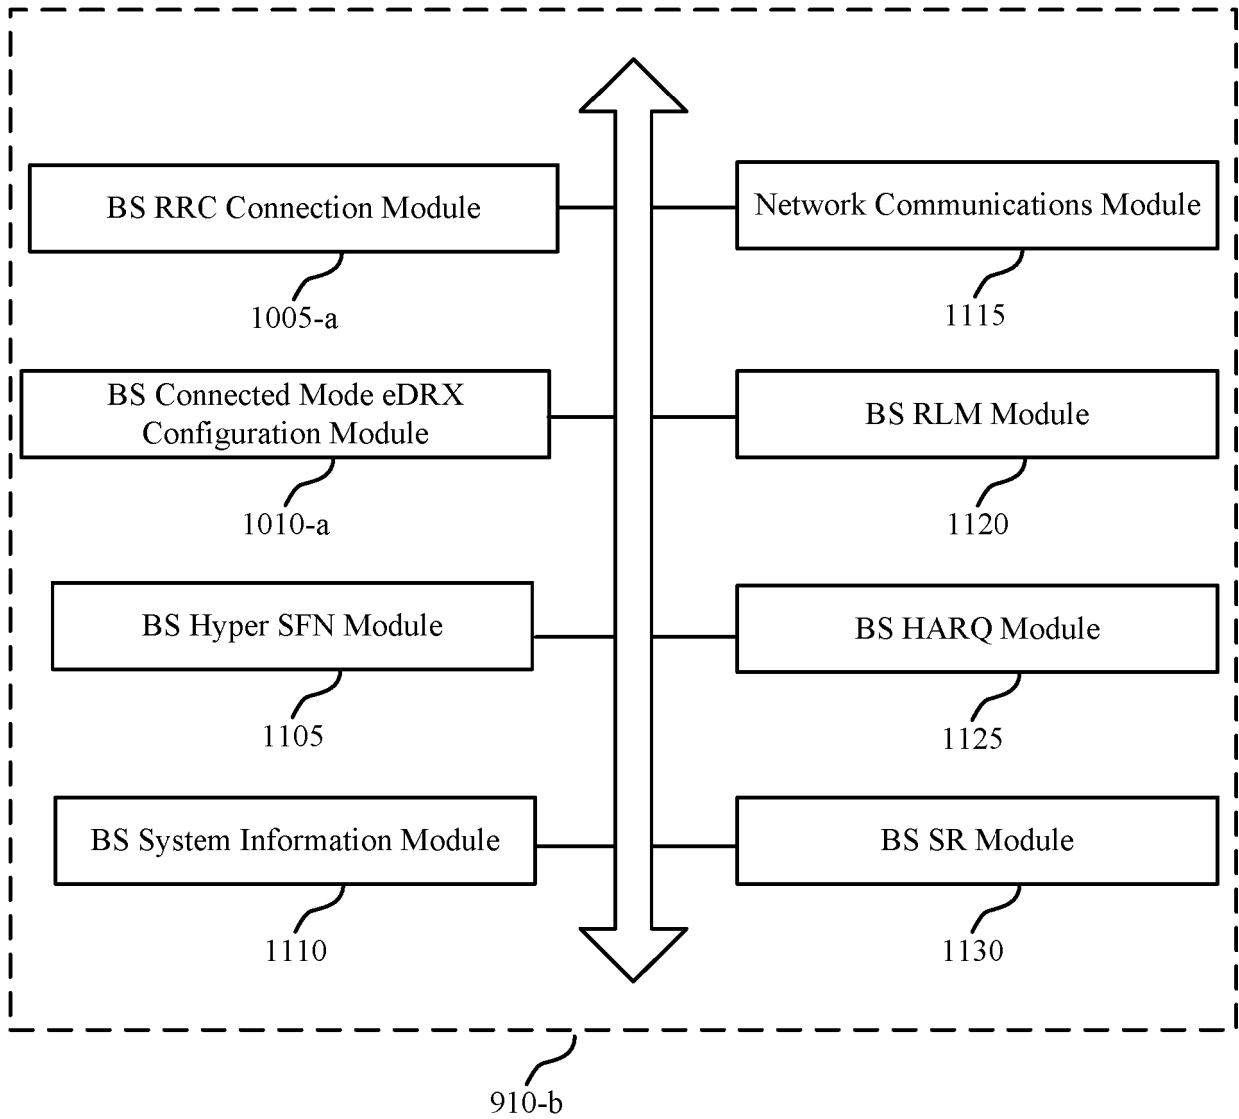 BS RRC Connection Module
1005-a
Network Communications Module
1115
BS Connected Mode eDRX
Configuration Module
1010-a
BS RLM Module
1120
BS Hyper SFN Module
1105
BS HARQ Module
1125
BS System Information Module
1110
BS SR Module
1130
910-b